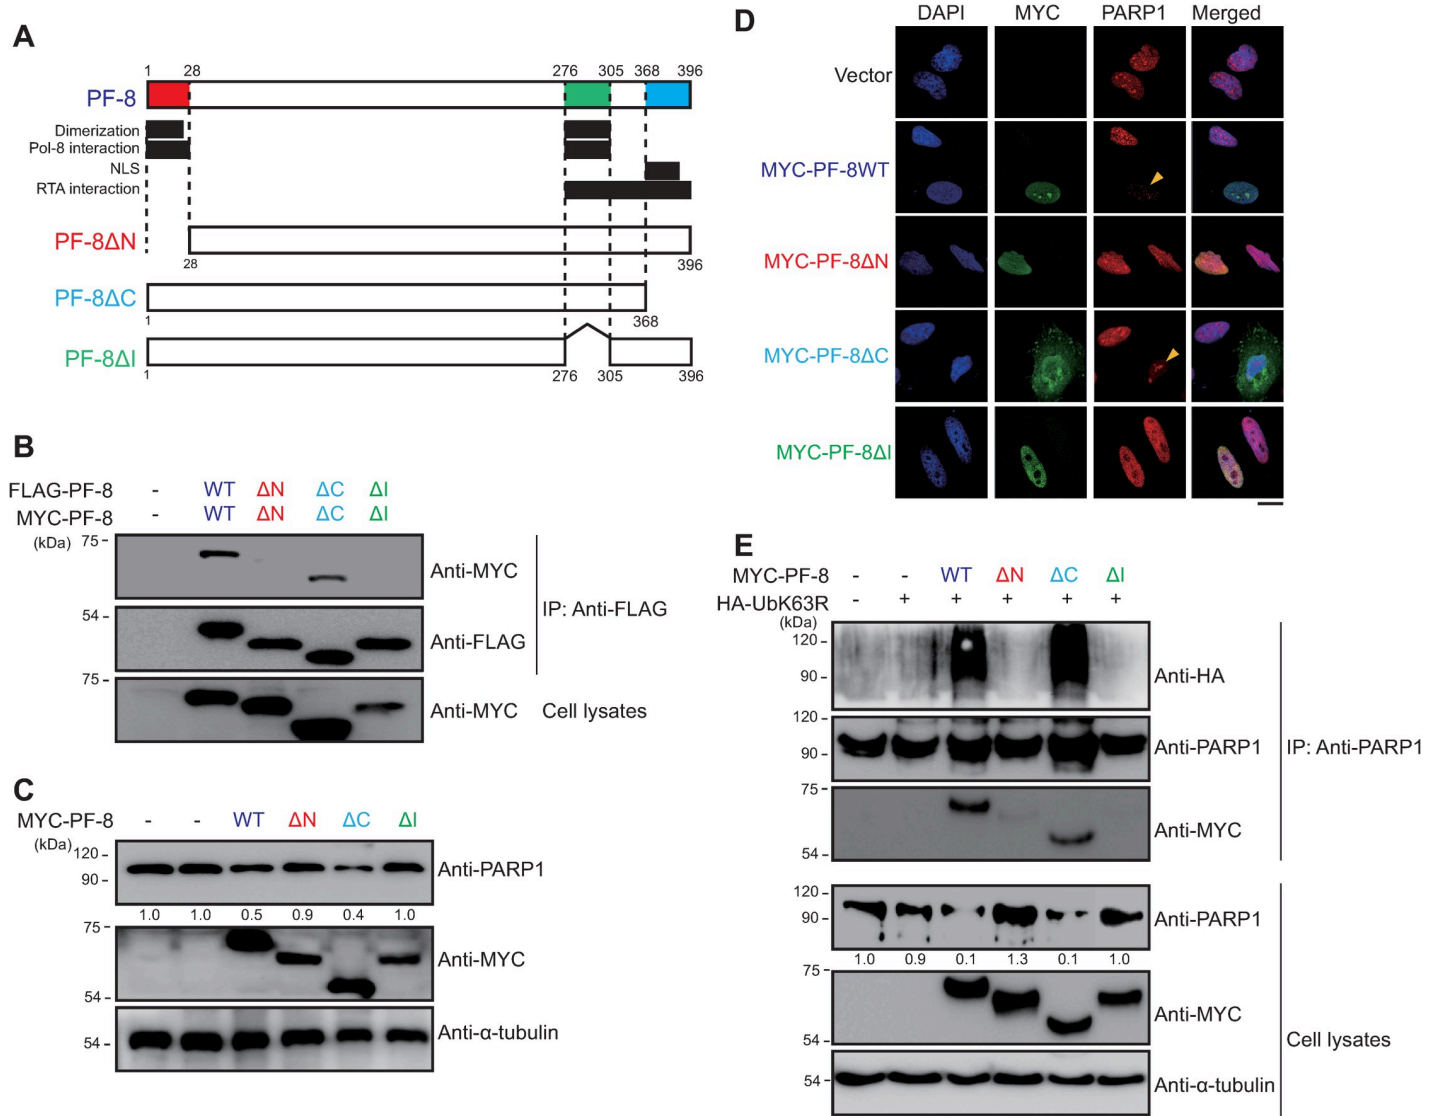 A
1 28 276 305 368 396
PF-8
Dimerization
Pol-8 interaction
NLS
RTA interaction
PF-8ΔN
28 396
PF-8ΔC
1 368
PF-8ΔI
1 276 305 396
B
FLAG-PF-8 - WT ΔN ΔC ΔI
MYC-PF-8 - WT ΔN ΔC ΔI
(kDa)
75 -
Anti-MYC
54 -
Anti-FLAG
IP: Anti-FLAG
75 -
Anti-MYC
Cell lysates
C
MYC-PF-8 - - WT ΔN ΔC ΔI
(kDa)
120 -
90 -
Anti-PARP1
1.0 1.0 0.5 0.9 0.4 1.0
75 -
Anti-MYC
54 -
54 -
Anti-α-tubulin
D
DAPI MYC PARP1 Merged
Vector
MYC-PF-8WT
MYC-PF-8ΔN
MYC-PF-8ΔC
MYC-PF-8ΔI
E
MYC-PF-8 - - WT ΔN ΔC ΔI
HA-UbK63R - + + + + +
(kDa)
120 -
90 -
Anti-HA
120 -
90 -
Anti-PARP1
IP: Anti-PARP1
75 -
Anti-MYC
54 -
120 -
90 -
Anti-PARP1
1.0 0.9 0.1 1.3 0.1 1.0
75 -
Anti-MYC
54 -
Cell lysates
54 -
Anti-α-tubulin